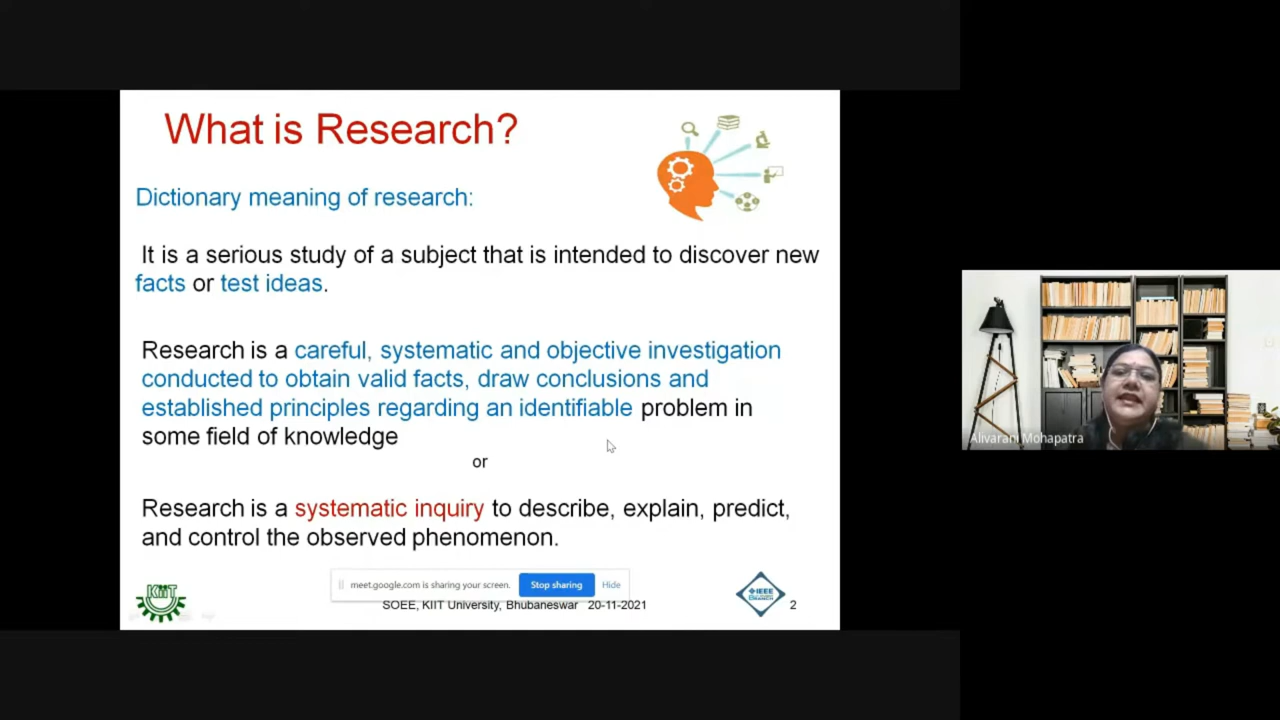 What is Research?
Dictionary meaning of research:
It is a serious study of a subject that is intended to discover new
facts or test ideas.
Research is a careful, systematic and objective investigation
conducted to obtain valid facts, draw conclusions and
established principles regarding an identifiable problem in
some field of knowledge
or
Research is a systematic inquiry to describe, explain, predict,
and control the observed phenomenon.
meet.google.com is sharing your screen. Stop sharing Hide
KIIT
SOEE, KIIT University, Bhubaneswar 20-11-2021
IEEE
BRANCH
2
Alivarani Mohapatra